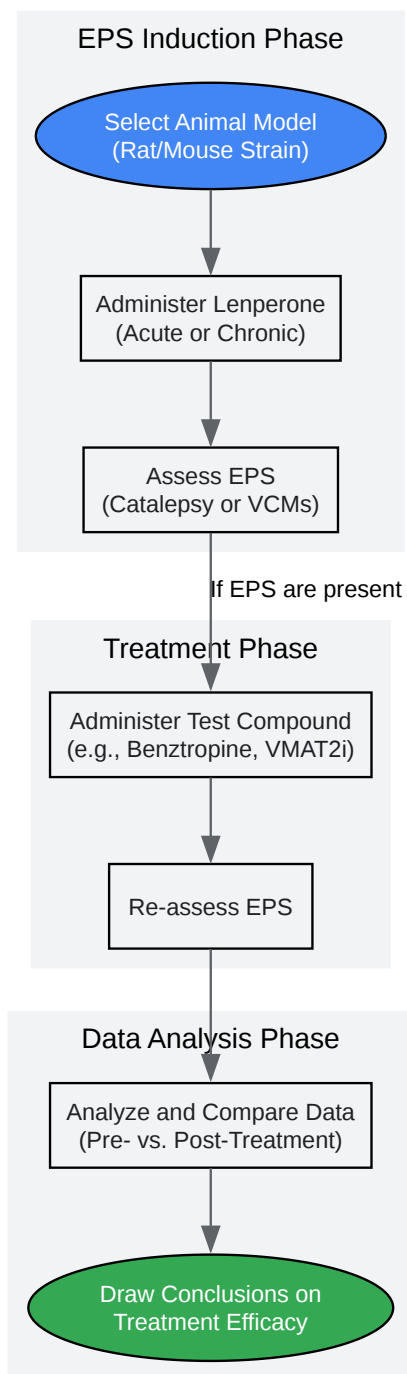 EPS Induction Phase
Select Animal Model
(Rat/Mouse Strain)
Administer Lenperone
(Acute or Chronic)
Assess EPS
(Catalepsy or VCMs)
If EPS are present
Treatment Phase
Administer Test Compound
(e.g., Benztropine, VMAT2i)
Re-assess EPS
Data Analysis Phase
Analyze and Compare Data
(Pre- vs. Post-Treatment)
Draw Conclusions on
Treatment Efficacy